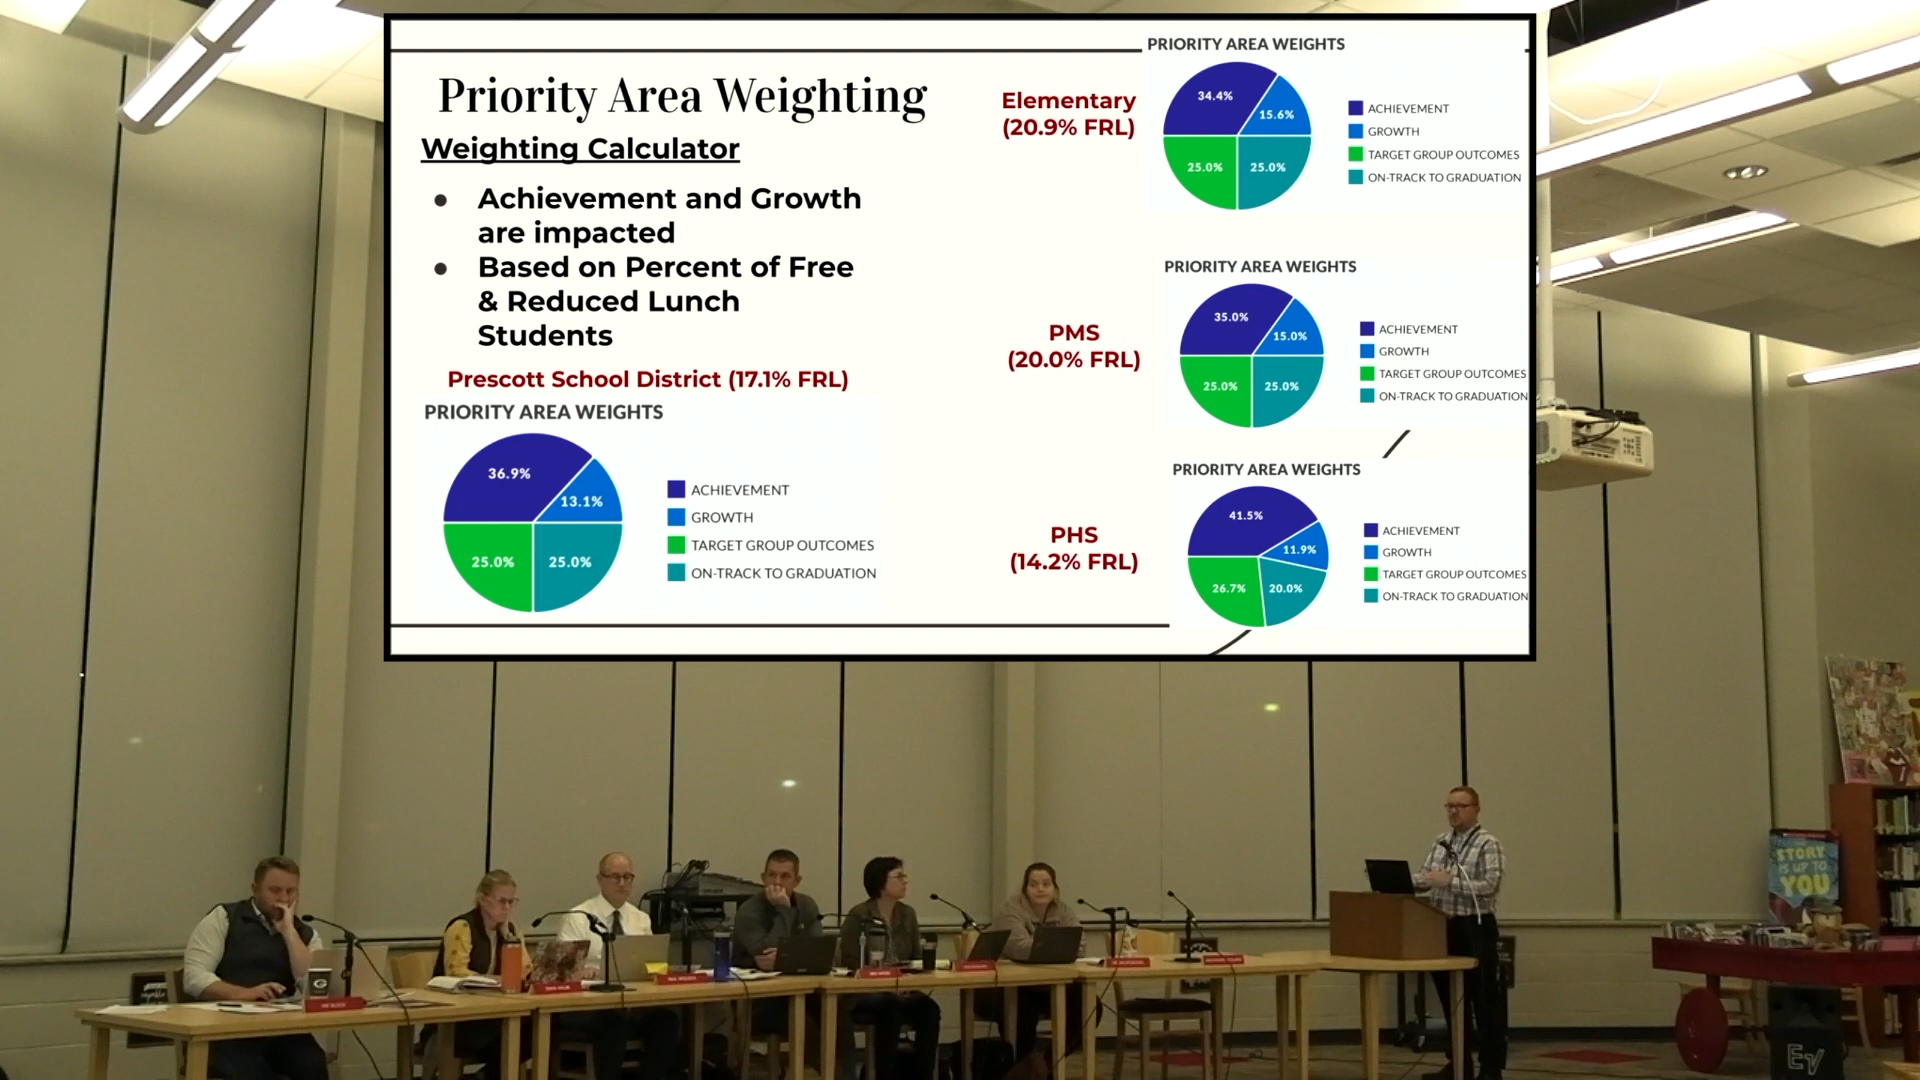 Priority Area Weighting
Weighting Calculator
● Achievement and Growth
are impacted
● Based on Percent of Free
& Reduced Lunch
Students
Prescott School District (17.1% FRL)
PRIORITY AREA WEIGHTS
36.9%
13.1%
25.0%
25.0%
ACHIEVEMENT
GROWTH
TARGET GROUP OUTCOMES
ON-TRACK TO GRADUATION
Elementary
(20.9% FRL)
PRIORITY AREA WEIGHTS
34.4%
15.6%
25.0%
25.0%
ACHIEVEMENT
GROWTH
TARGET GROUP OUTCOMES
ON-TRACK TO GRADUATION
PMS
(20.0% FRL)
PRIORITY AREA WEIGHTS
35.0%
15.0%
25.0%
25.0%
ACHIEVEMENT
GROWTH
TARGET GROUP OUTCOMES
ON-TRACK TO GRADUATION
PHS
(14.2% FRL)
PRIORITY AREA WEIGHTS
41.5%
11.9%
26.7%
20.0%
ACHIEVEMENT
GROWTH
TARGET GROUP OUTCOMES
ON-TRACK TO GRADUATION
STORY
IS UP TO
YOU
G
EV